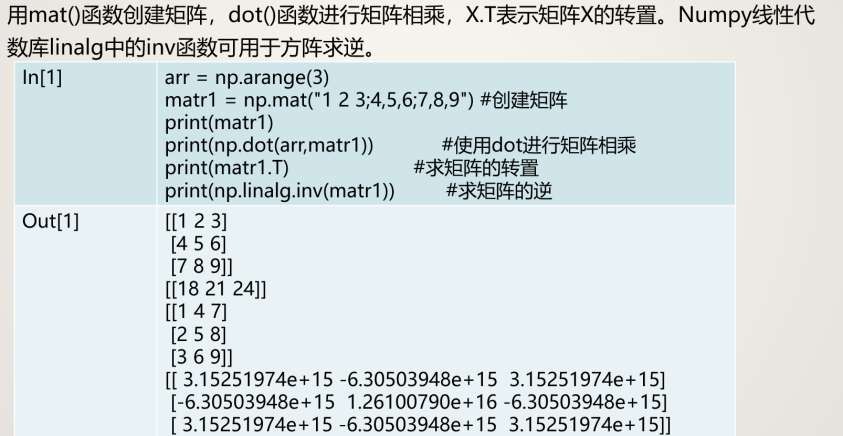 用mat()函数创建矩阵，dot()函数进行矩阵相乘，X.T表示矩阵X的转置。Numpy线性代
数库linalg中的inv函数可用于方阵求逆。
In[1]
arr = np.arange(3)
matr1 = np.mat("1 2 3;4,5,6;7,8,9") #创建矩阵
print(matr1)
print(np.dot(arr,matr1)) #使用dot进行矩阵相乘
print(matr1.T) #求矩阵的转置
print(np.linalg.inv(matr1)) #求矩阵的逆
Out[1]
[[1 2 3]
[4 5 6]
[7 8 9]]
[[18 21 24]]
[[1 4 7]
[2 5 8]
[3 6 9]]
[[ 3.15251974e+15 -6.30503948e+15 3.15251974e+15]
[-6.30503948e+15 1.26100790e+16 -6.30503948e+15]
[ 3.15251974e+15 -6.30503948e+15 3.15251974e+15]]